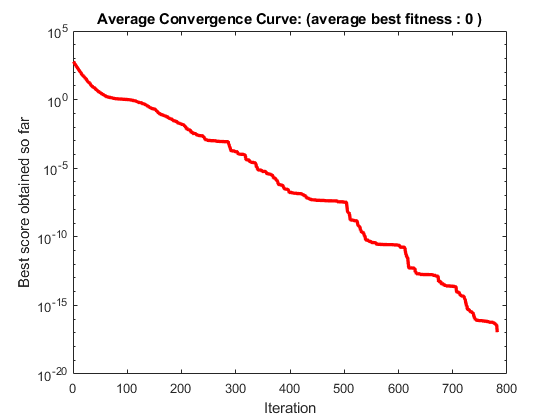 Average Convergence Curve: (average best fitness : 0 )
10^5
10^0
10^-5
10^-10
10^-15
10^-20
Best score obtained so far
0 100 200 300 400 500 600 700 800
Iteration